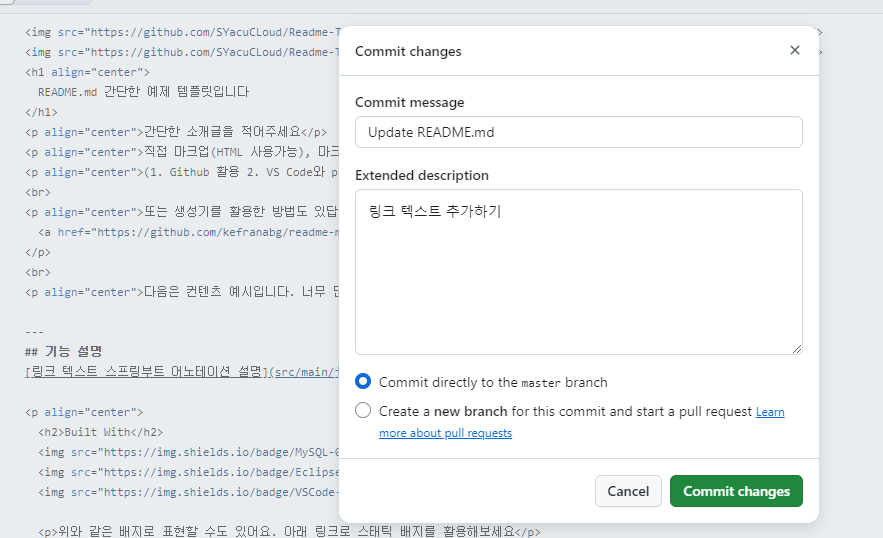 <img src="https://github.com/SYacuCLoud/Readme-T
<img src="https://github.com/SYacuCLoud/Readme-T
<h1 align="center">
README.md 간단한 예제 템플릿입니다
</h1>
<p align="center">간단한 소개글을 적어주세요</p>
<p align="center">직접 마크업(HTML 사용가능), 마크
<p align="center">(1. Github 활용 2. VS Code와 p
<br>
<p align="center">또는 생성기를 활용한 방법도 있답
<a href="https://github.com/kefranabg/readme-m
</p>
<br>
<p align="center">다음은 컨텐츠 예시입니다. 너무 믿
---
## 기능 설명
[링크 텍스트 스프링부트 어노테이션 설명](src/main/j
<p align="center">
<h2>Built With</h2>
<img src="https://img.shields.io/badge/MySQL-
<img src="https://img.shields.io/badge/Eclipse
<img src="https://img.shields.io/badge/VSCode-
<p>위와 같은 배지로 표현할 수도 있어요. 아래 링크로 스태틱 배지를 활용해보세요</p>
Commit changes
Commit message
Update README.md
Extended description
링크 텍스트 추가하기
Commit directly to the master branch
Create a new branch for this commit and start a pull request Learn
more about pull requests
Cancel
Commit changes